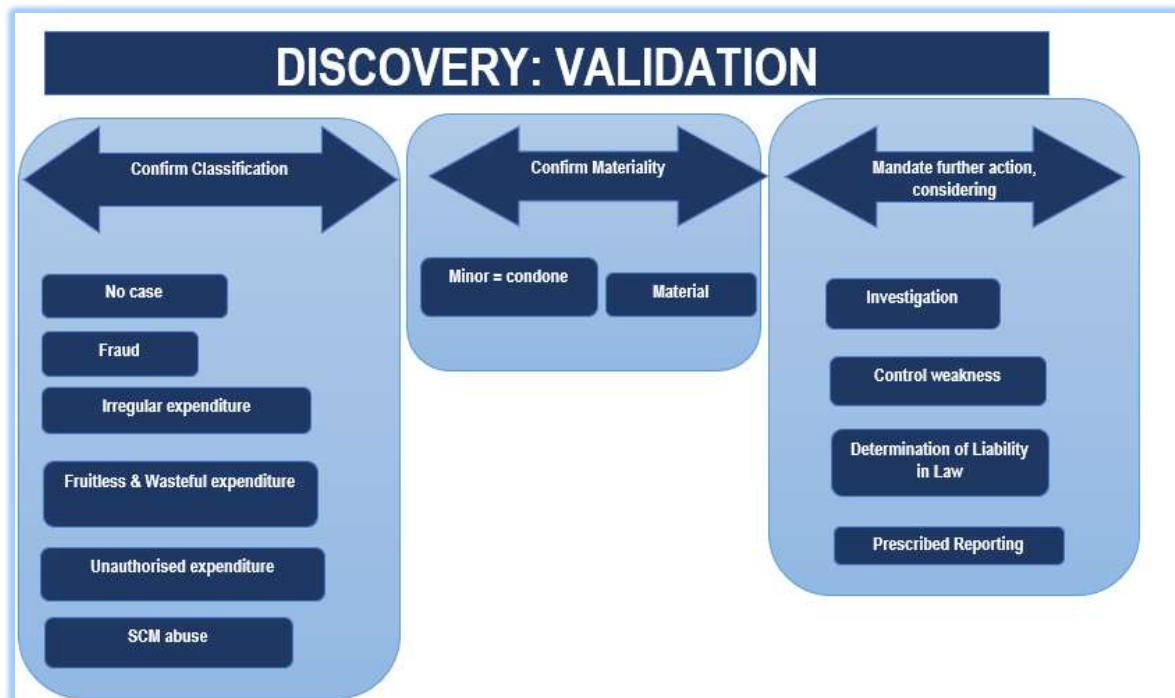 DISCOVERY: VALIDATION
Confirm Classification
No case
Fraud
Irregular expenditure
Fruitless & Wasteful expenditure
Unauthorised expenditure
SCM abuse
Confirm Materiality
Minor = condone
Material
Mandate further action,
considering
Investigation
Control weakness
Determination of Liability
in Law
Prescribed Reporting